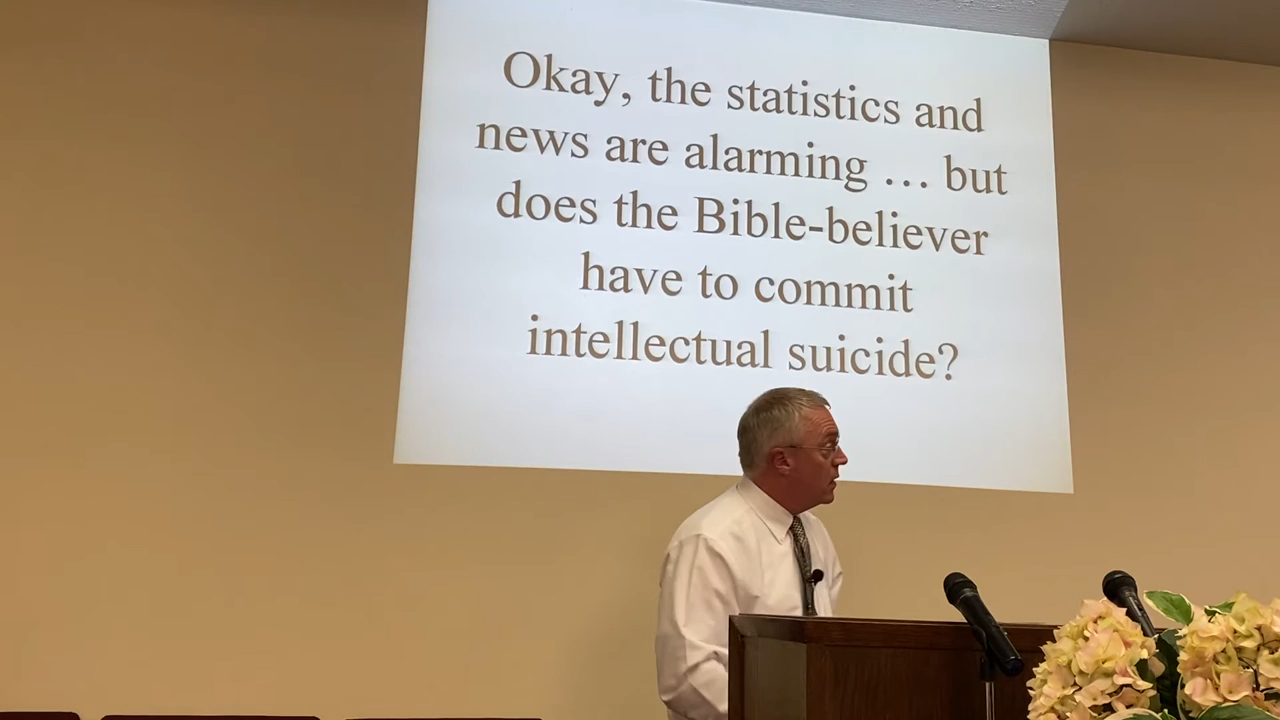 Okay, the statistics and
news are alarming … but
does the Bible-believer
have to commit
intellectual suicide?